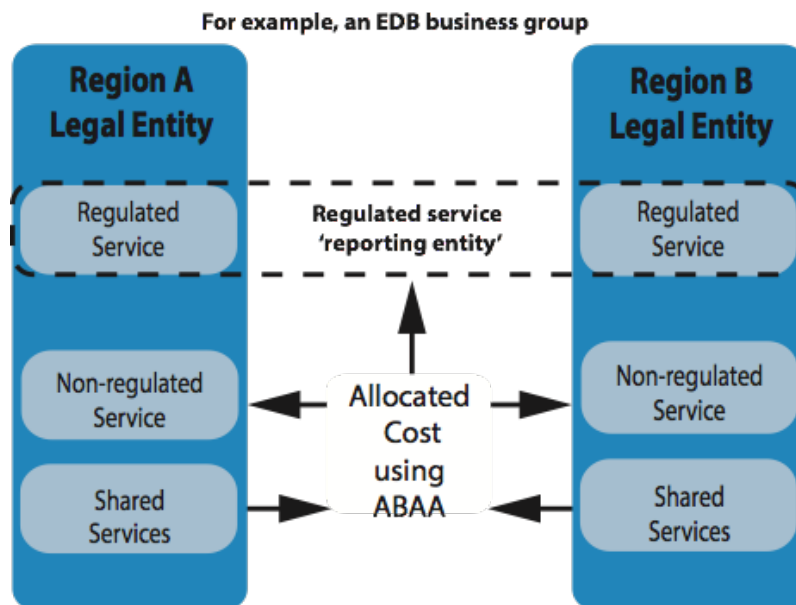 For example, an EDB business group
Region A
Legal Entity
Region B
Legal Entity
Regulated
Service
Regulated service
‘reporting entity’
Regulated
Service
Non-regulated
Service
Allocated
Cost
using
ABAA
Non-regulated
Service
Shared
Services
Shared
Services